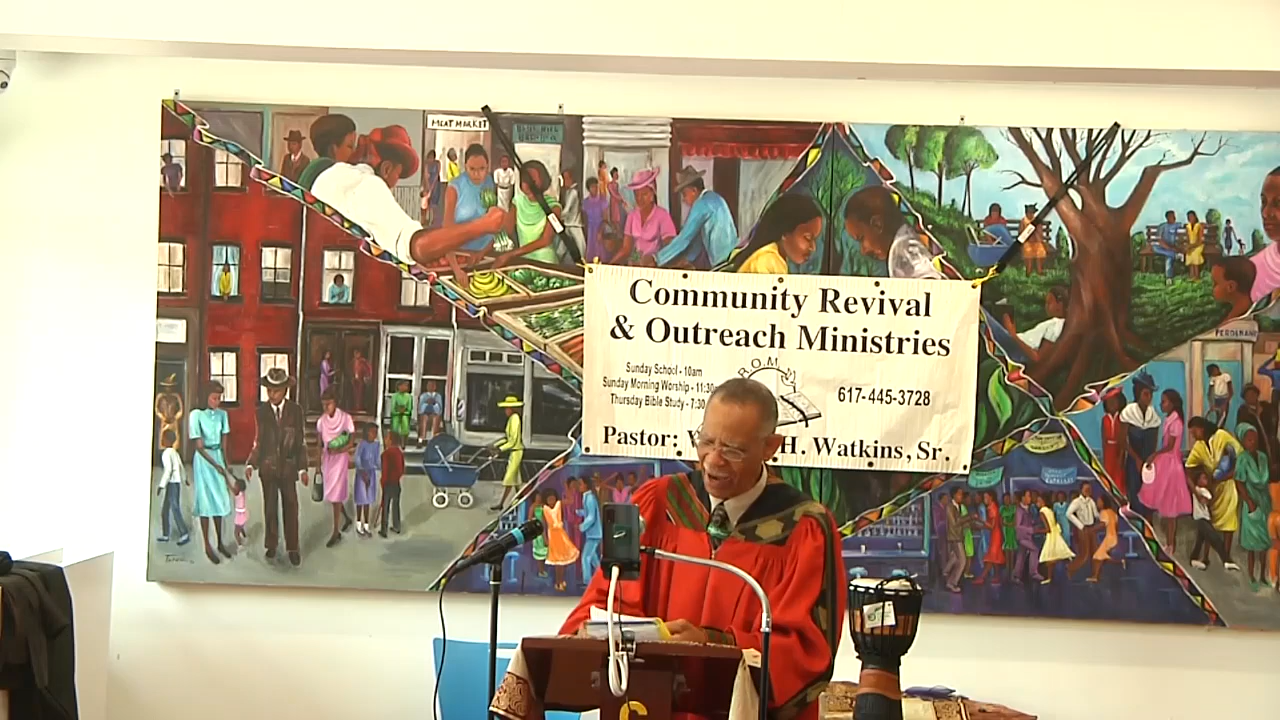 MEAT MARKET
Community Revival
& Outreach Ministries
R.O.M.
Sunday School - 10am
Sunday Morning Worship - 11:30
Thursday Bible Study - 7:30
617-445-3728
Pastor: H. Watkins, Sr.